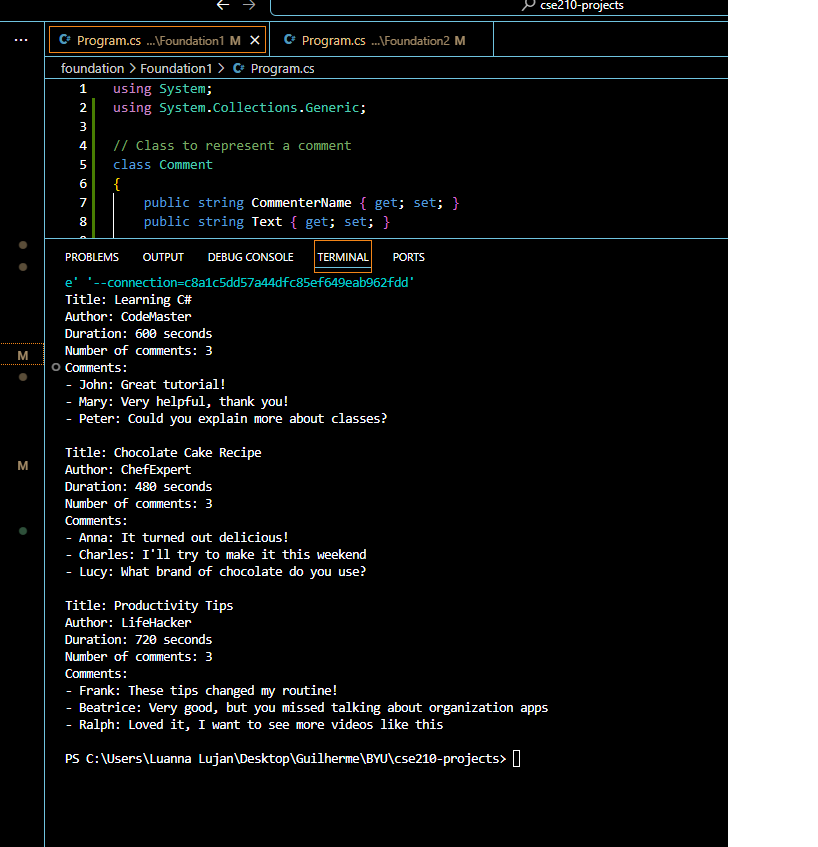 cse210-projects
Program.cs ...\Foundation1 M
Program.cs ...\Foundation2 M
foundation > Foundation1 > Program.cs
1 using System;
2 using System.Collections.Generic;
3
4 // Class to represent a comment
5 class Comment
6 {
7 public string CommenterName { get; set; }
8 public string Text { get; set; }
PROBLEMS OUTPUT DEBUG CONSOLE TERMINAL PORTS
e' '--connection=c8a1c5dd57a44dfc85ef649eab962fdd'
Title: Learning C#
Author: CodeMaster
Duration: 600 seconds
Number of comments: 3
M
Comments:
- John: Great tutorial!
- Mary: Very helpful, thank you!
- Peter: Could you explain more about classes?
Title: Chocolate Cake Recipe
M
Author: ChefExpert
Duration: 480 seconds
Number of comments: 3
Comments:
- Anna: It turned out delicious!
- Charles: I'll try to make it this weekend
- Lucy: What brand of chocolate do you use?
Title: Productivity Tips
Author: LifeHacker
Duration: 720 seconds
Number of comments: 3
Comments:
- Frank: These tips changed my routine!
- Beatrice: Very good, but you missed talking about organization apps
- Ralph: Loved it, I want to see more videos like this
PS C:\Users\Luanna Lujan\Desktop\Guilherme\BYU\cse210-projects>